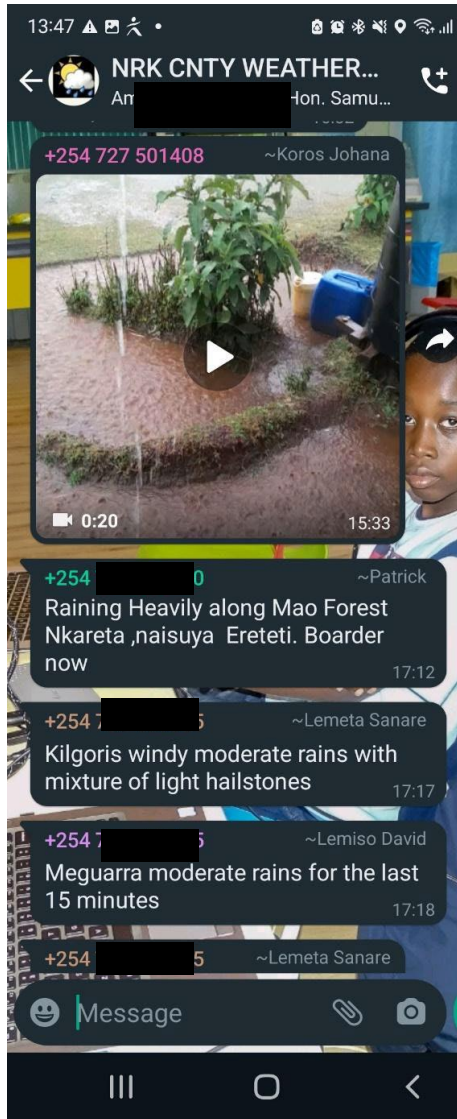 13:47
NRK CNTY WEATHER...
Am Hon. Samu...
+254 727 501408 ~Koros Johana
0:20 15:33
+254 0 ~Patrick
Raining Heavily along Mao Forest
Nkareta ,naisuya Ereteti. Boarder
now
17:12
+254 7 5 ~Lemeta Sanare
Kilgoris windy moderate rains with
mixture of light hailstones
17:17
+254 7 5 ~Lemiso David
Meguarra moderate rains for the last
15 minutes
17:18
+254 5 ~Lemeta Sanare
Message